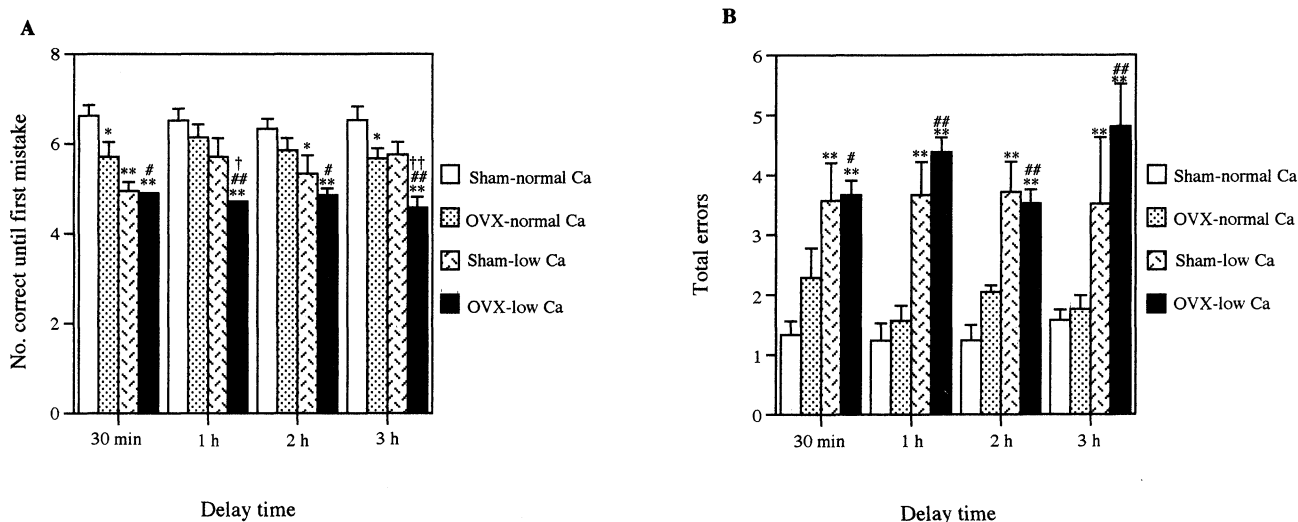 A
No. correct until first mistake
8
6
4
2
0
*
**
#
**
†
##
**
*
#
**
*
††
##
**
30 min
1 h
2 h
3 h
Delay time
Sham-normal Ca
OVX-normal Ca
Sham-low Ca
OVX-low Ca
B
Total errors
6
5
4
3
2
1
0
**
#
**
**
##
**
**
##
**
**
##
**
30 min
1 h
2 h
3 h
Delay time
Sham-normal Ca
OVX-normal Ca
Sham-low Ca
OVX-low Ca